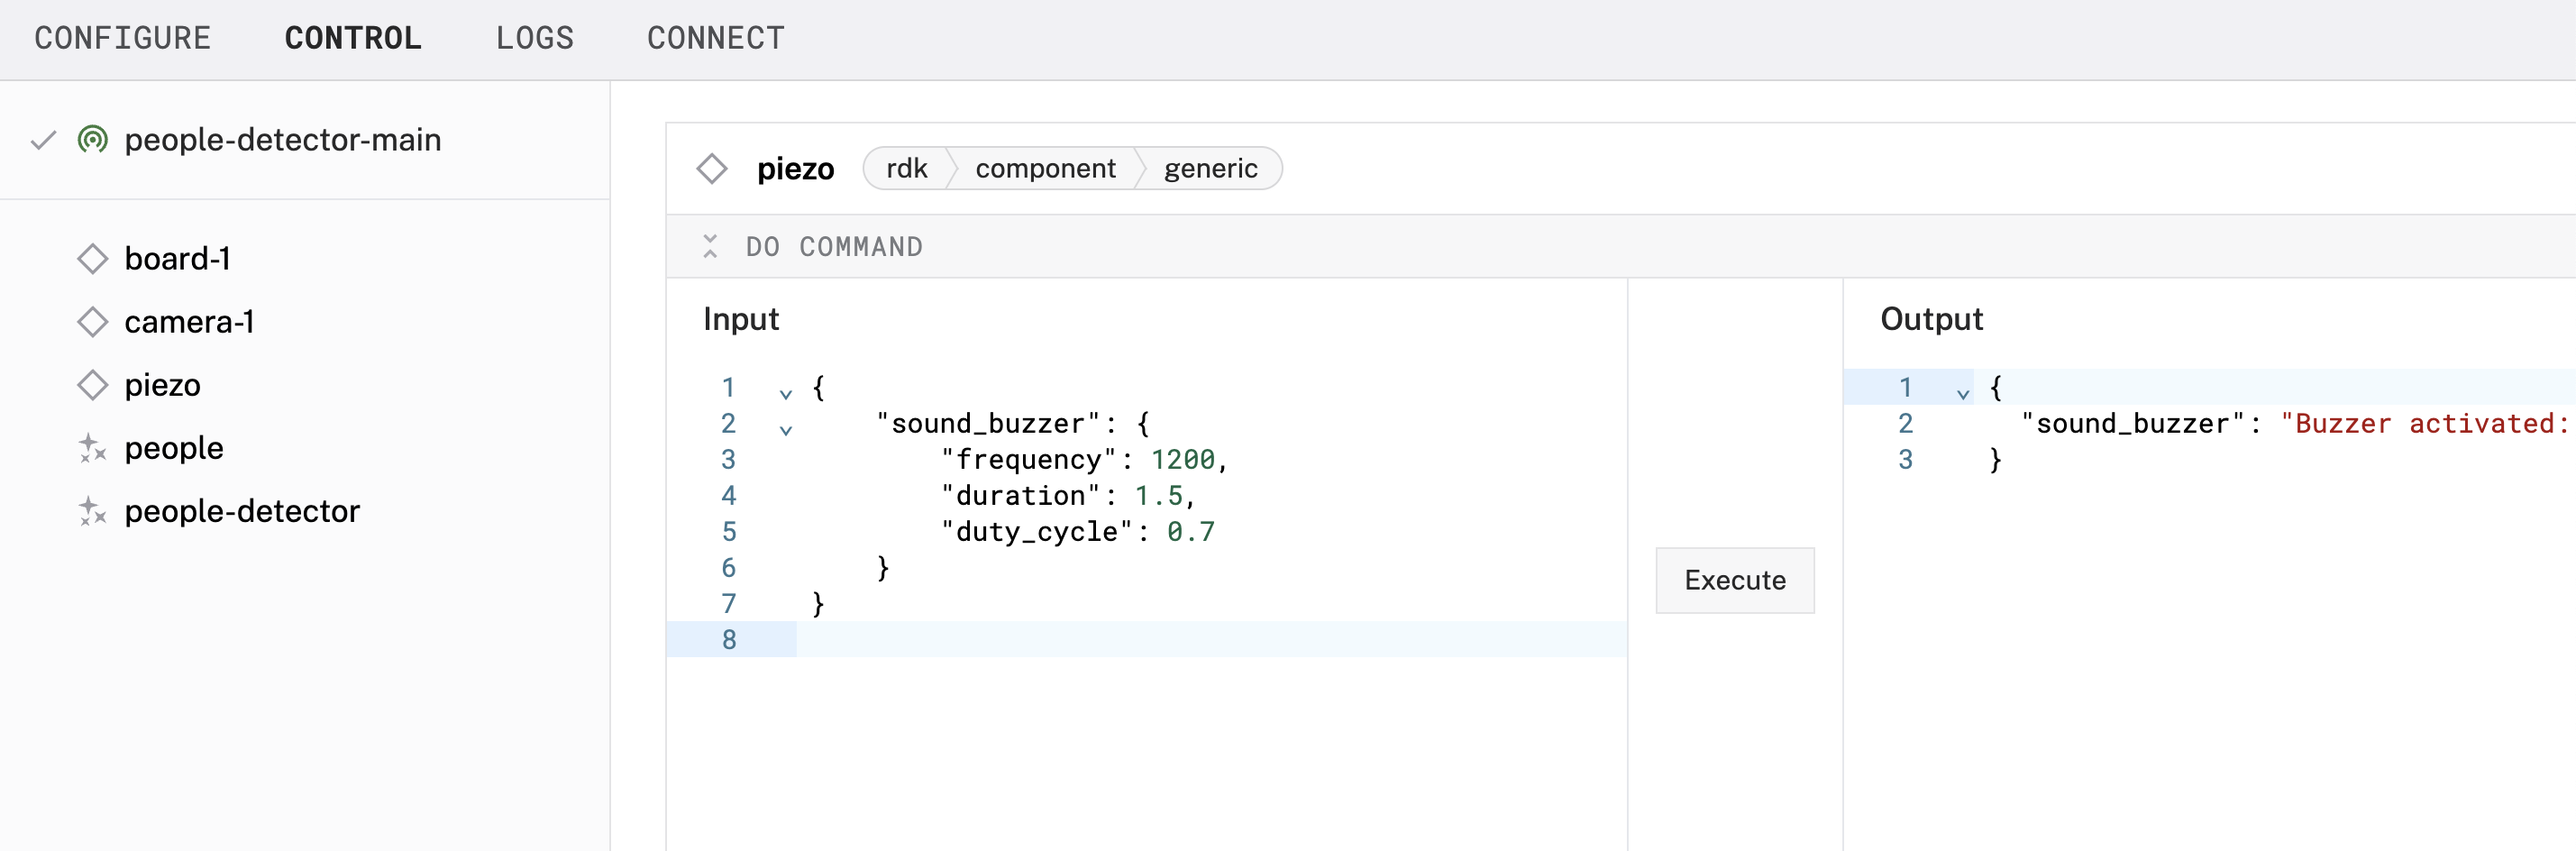 CONFIGURE CONTROL LOGS CONNECT
people-detector-main
board-1
camera-1
piezo
people
people-detector
piezo rdk component generic
DO COMMAND
Input
1 {
2 "sound_buzzer": {
3 "frequency": 1200,
4 "duration": 1.5,
5 "duty_cycle": 0.7
6 }
7 }
8
Execute
Output
1 {
2 "sound_buzzer": "Buzzer activated:
3 }